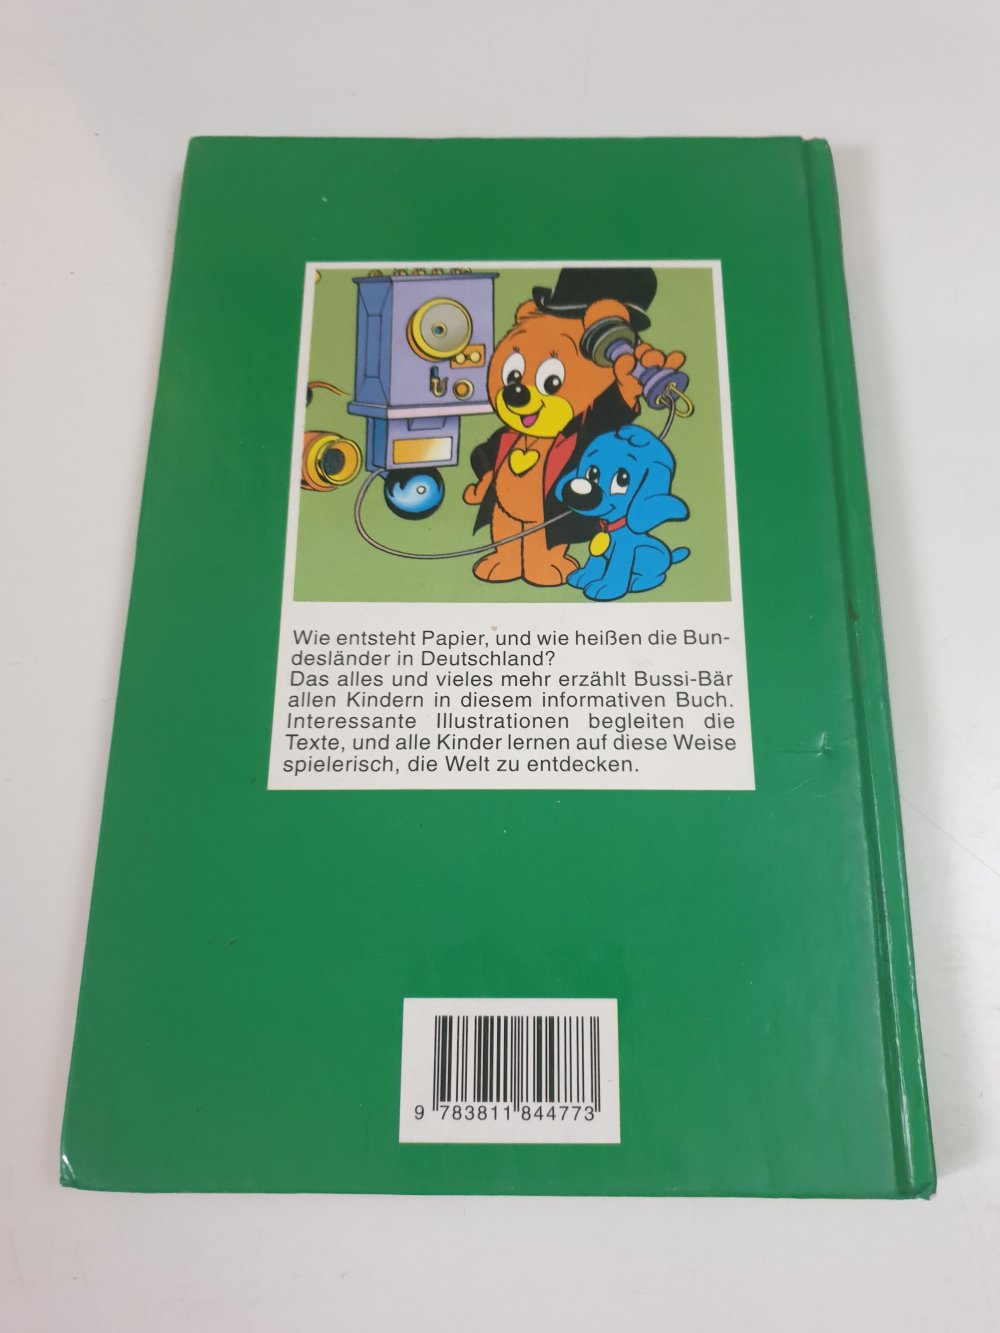 Wie entsteht Papier, und wie heißen die Bun-
desländer in Deutschland?
Das alles und vieles mehr erzählt Bussi-Bär
allen Kindern in diesem informativen Buch.
Interessante Illustrationen begleiten die
Texte, und alle Kinder lernen auf diese Weise
spielerisch, die Welt zu entdecken.
9 783811 844773